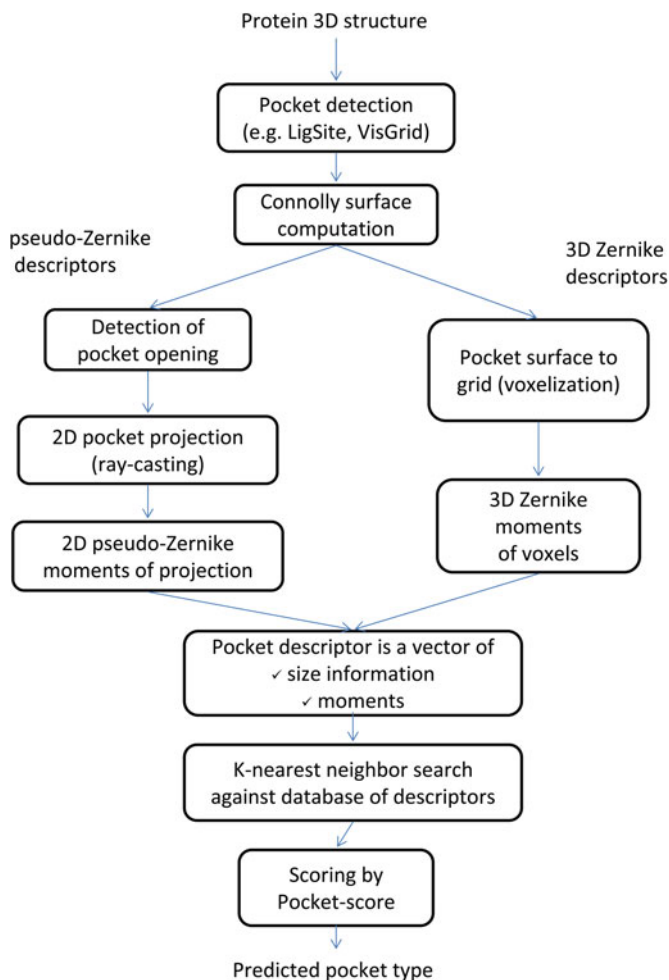 Protein 3D structure
Pocket detection
(e.g. LigSite, VisGrid)
Connolly surface
computation
pseudo-Zernike
descriptors
3D Zernike
descriptors
Detection of
pocket opening
Pocket surface to
grid (voxelization)
2D pocket projection
(ray-casting)
3D Zernike
moments
of voxels
2D pseudo-Zernike
moments of projection
Pocket descriptor is a vector of
✓ size information
✓ moments
K-nearest neighbor search
against database of descriptors
Scoring by
Pocket-score
Predicted pocket type